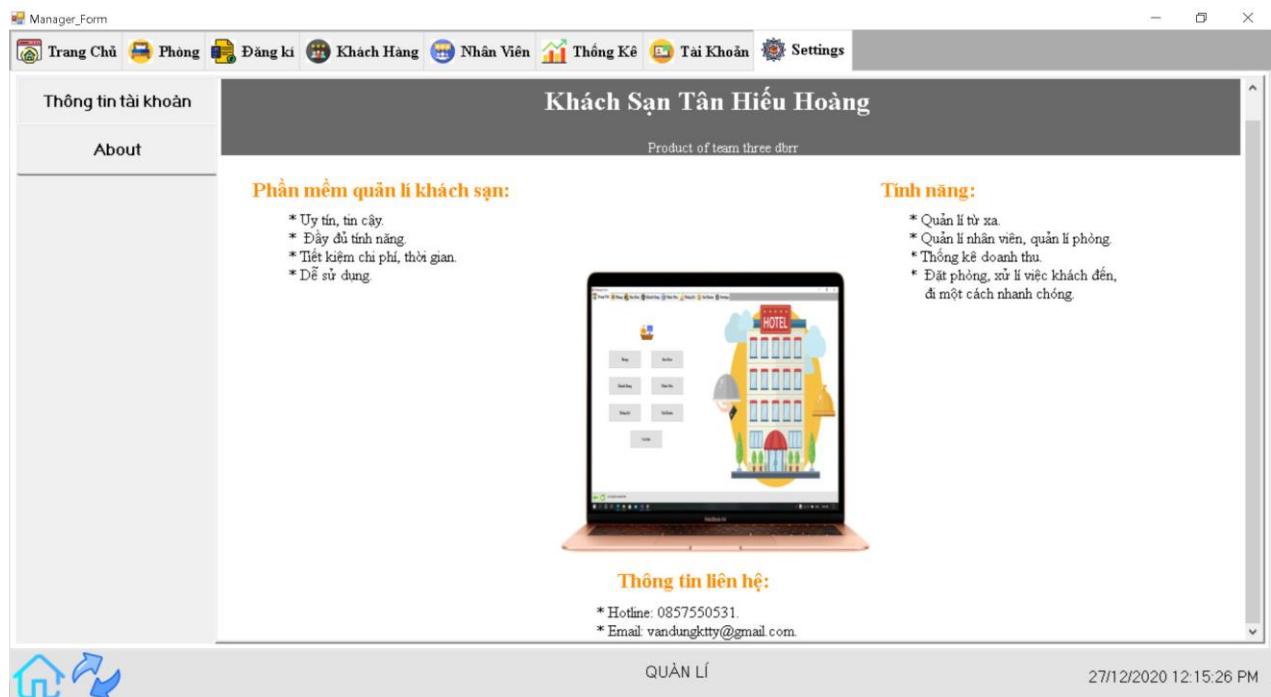 Manager_Form
Trang Chủ Phòng Đăng kí Khách Hàng Nhân Viên Thống Kê Tài Khoản Settings
Thông tin tài khoản
About
Khách Sạn Tân Hiếu Hoàng
Product of team three dbrr
Phần mềm quản lí khách sạn:
* Uy tín, tin cậy.
* Đầy đủ tính năng.
* Tiết kiệm chi phí, thời gian.
* Dễ sử dụng.
Tính năng:
* Quản lí từ xa.
* Quản lí nhân viên, quản lí phòng.
* Thống kê doanh thu.
* Đặt phòng, xử lí việc khách đến,
đi một cách nhanh chóng.
HOTEL
Thông tin liên hệ:
* Hotline: 0857550531.
* Email: vandungktty@gmail.com.
QUẢN LÍ
27/12/2020 12:15:26 PM